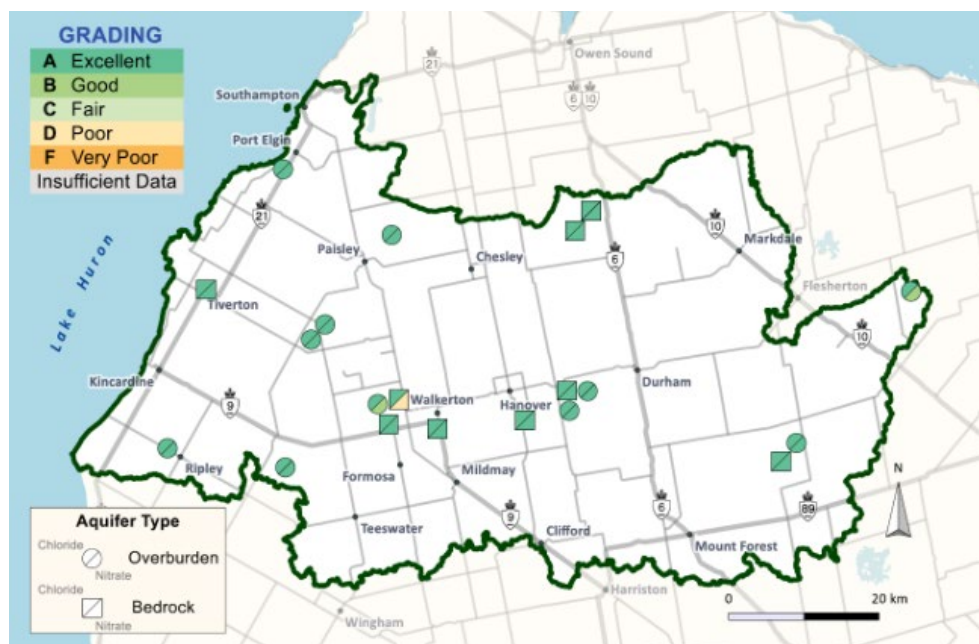 GRADING
A Excellent
B Good
C Fair
D Poor
F Very Poor
Insufficient Data
Owen Sound
21
6 10
Southampton
Port Elgin
21
10
Markdale
Paisley
Chesley
6
Flesherton
Lake Huron
Tiverton
10
Kincardine
9
Walkerton
Hanover
Durham
Ripley
Formosa
Mildmay
N
Teeswater
9
Clifford
6
89
Mount Forest
Aquifer Type
Chloride
Overburden
Nitrate
Chloride
Bedrock
Nitrate
Harriston
Wingham
0 20 km